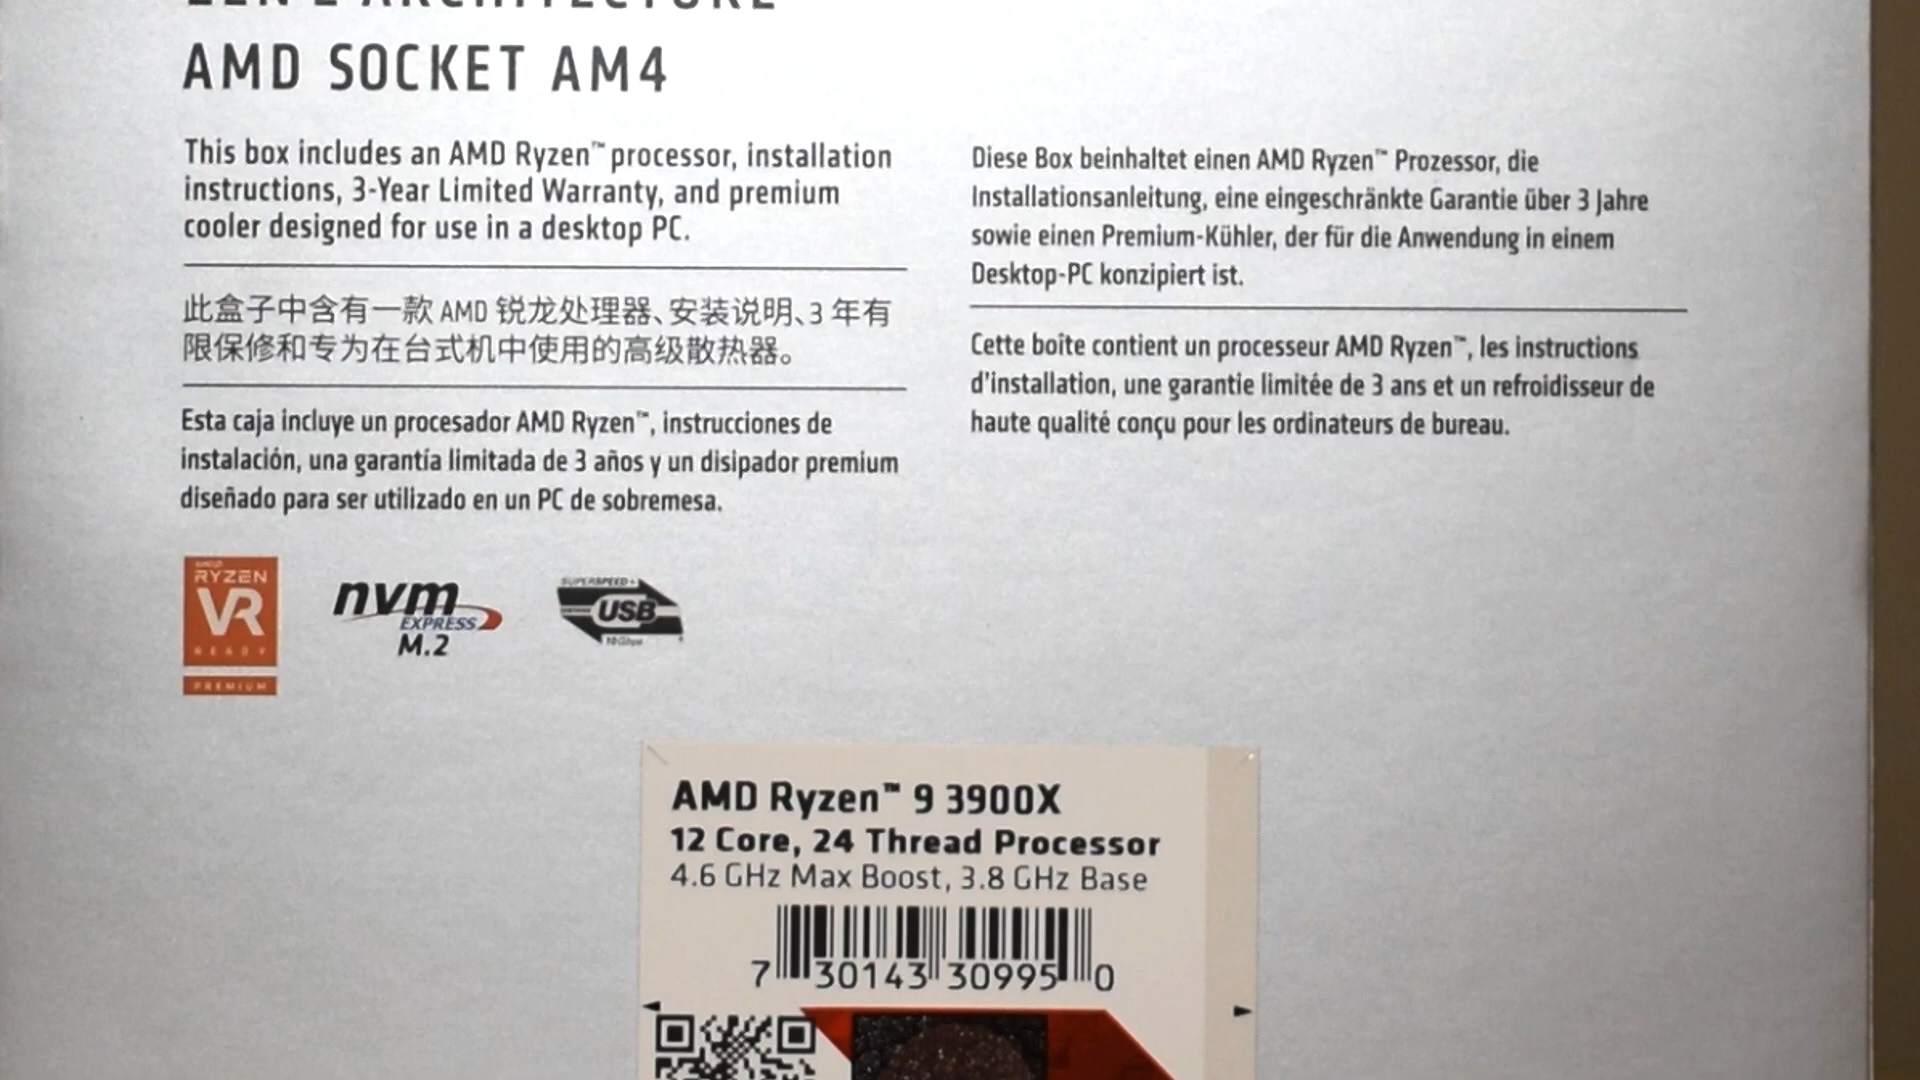 ZEN 2 ARCHITECTURE
AMD SOCKET AM4
This box includes an AMD Ryzen™ processor, installation
instructions, 3-Year Limited Warranty, and premium
cooler designed for use in a desktop PC.
此盒子中含有一款 AMD 锐龙处理器、安装说明、3 年有
限保修和专为在台式机中使用的高级散热器。
Esta caja incluye un procesador AMD Ryzen™, instrucciones de
instalación, una garantía limitada de 3 años y un disipador premium
diseñado para ser utilizado en un PC de sobremesa.
Diese Box beinhaltet einen AMD Ryzen™ Prozessor, die
Installationsanleitung, eine eingeschränkte Garantie über 3 Jahre
sowie einen Premium-Kühler, der für die Anwendung in einem
Desktop-PC konzipiert ist.
Cette boîte contient un processeur AMD Ryzen™, les instructions
d'installation, une garantie limitée de 3 ans et un refroidisseur de
haute qualité conçu pour les ordinateurs de bureau.
AMD
RYZEN
VR
READY
PREMIUM
nvm
EXPRESS
M.2
SUPERSPEED+
USB
10Gbps
AMD Ryzen™ 9 3900X
12 Core, 24 Thread Processor
4.6 GHz Max Boost, 3.8 GHz Base
7 30143 30995 0